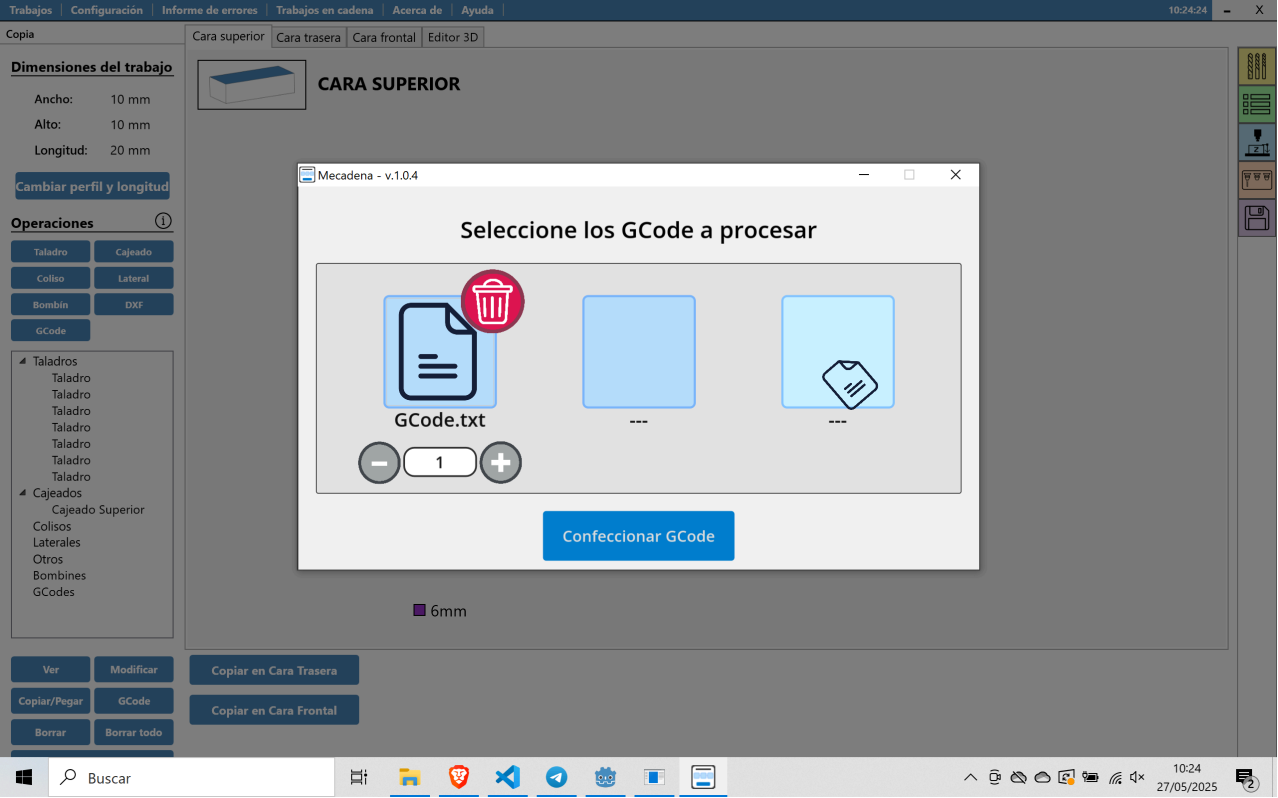 Trabajos Configuración Informe de errores Trabajos en cadena Acerca de Ayuda 10:24:24
Copia
Cara superior Cara trasera Cara frontal Editor 3D
Dimensiones del trabajo
Ancho: 10 mm
Alto: 10 mm
Longitud: 20 mm
Cambiar perfil y longitud
Operaciones
Taladro Cajeado
Coliso Lateral
Bombín DXF
GCode
Taladros
Taladro
Taladro
Taladro
Taladro
Taladro
Taladro
Taladro
Cajeados
Cajeado Superior
Colisos
Laterales
Otros
Bombines
GCodes
Ver Modificar
Copiar/Pegar GCode
Borrar Borrar todo
CARA SUPERIOR
Mecadena - v.1.0.4
Seleccione los GCode a procesar
GCode.txt --- ---
1
Confeccionar GCode
6mm
Copiar en Cara Trasera
Copiar en Cara Frontal
Buscar
10:24
27/05/2025
2